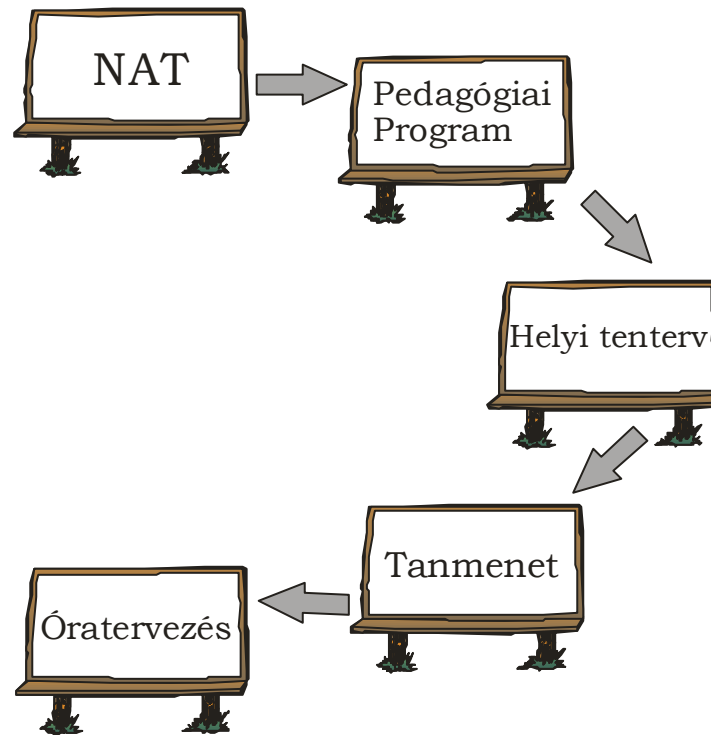 NAT
Pedagógiai
Program
Helyi tenterv
Tanmenet
Óratervezés